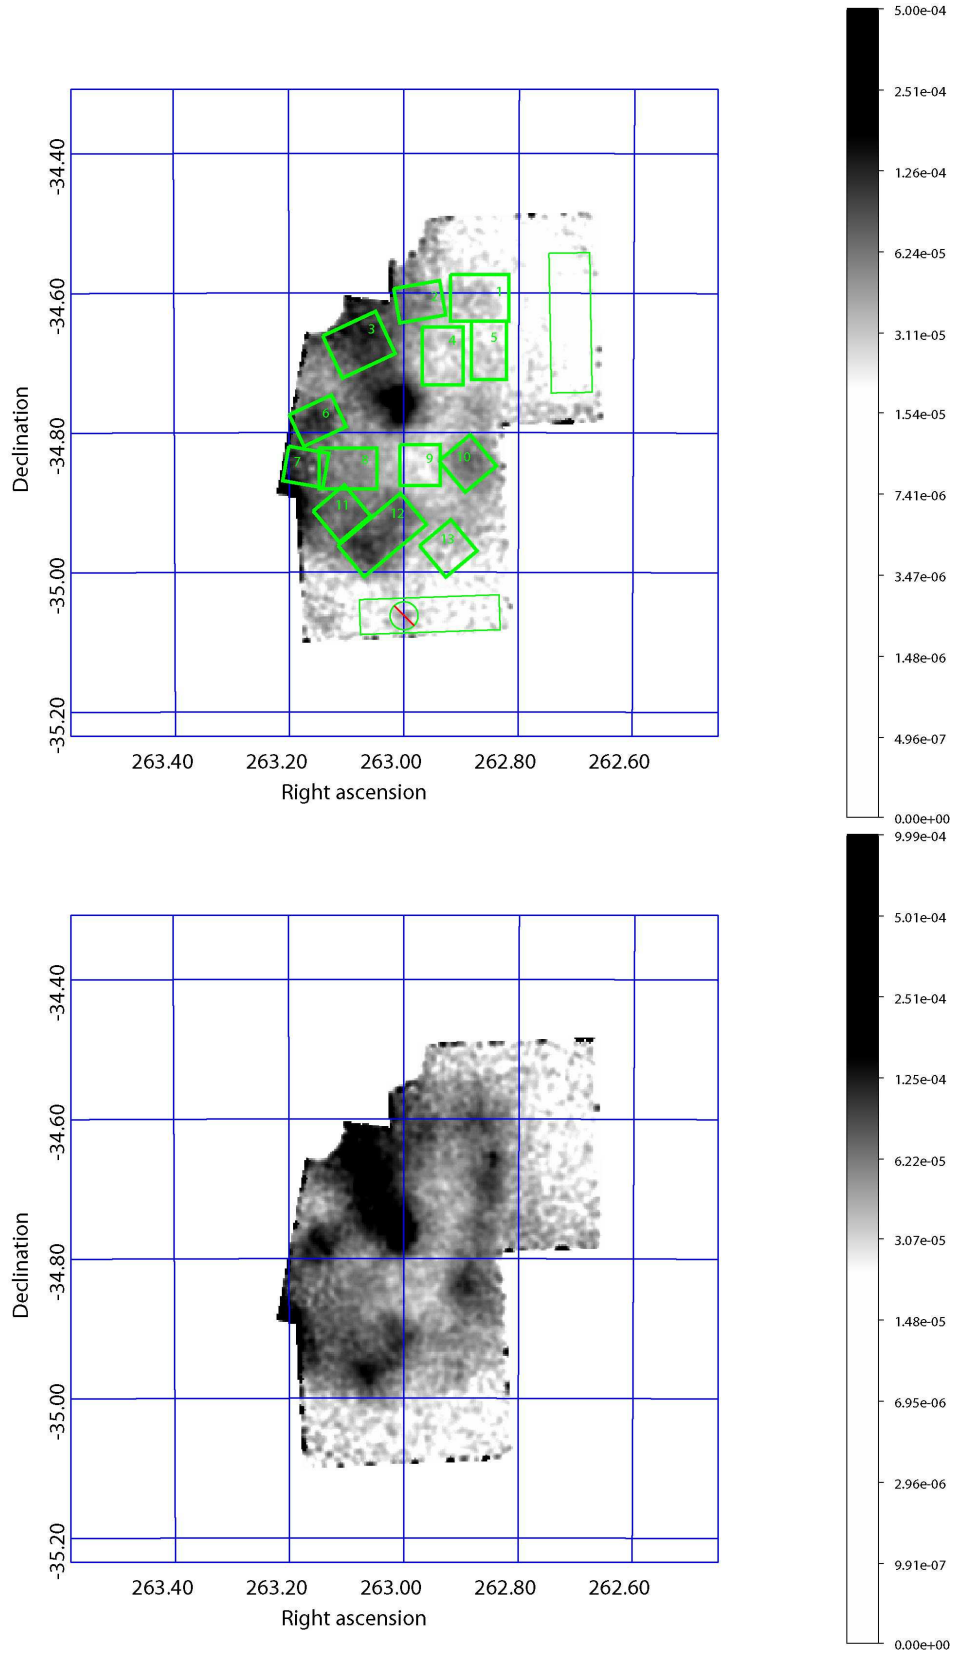 5.00e-04
2.51e-04
1.26e-04
6.24e-05
3.11e-05
1.54e-05
7.41e-06
3.47e-06
1.48e-06
4.96e-07
0.00e+00
-34.40
-34.60
-34.80
-35.00
-35.20
Declination
1
2
3
4
5
6
7
8
9
10
11
12
13
263.40 263.20 263.00 262.80 262.60
Right ascension
9.99e-04
5.01e-04
2.51e-04
1.25e-04
6.22e-05
3.07e-05
1.48e-05
6.95e-06
2.96e-06
9.91e-07
0.00e+00
-34.40
-34.60
-34.80
-35.00
-35.20
Declination
263.40 263.20 263.00 262.80 262.60
Right ascension